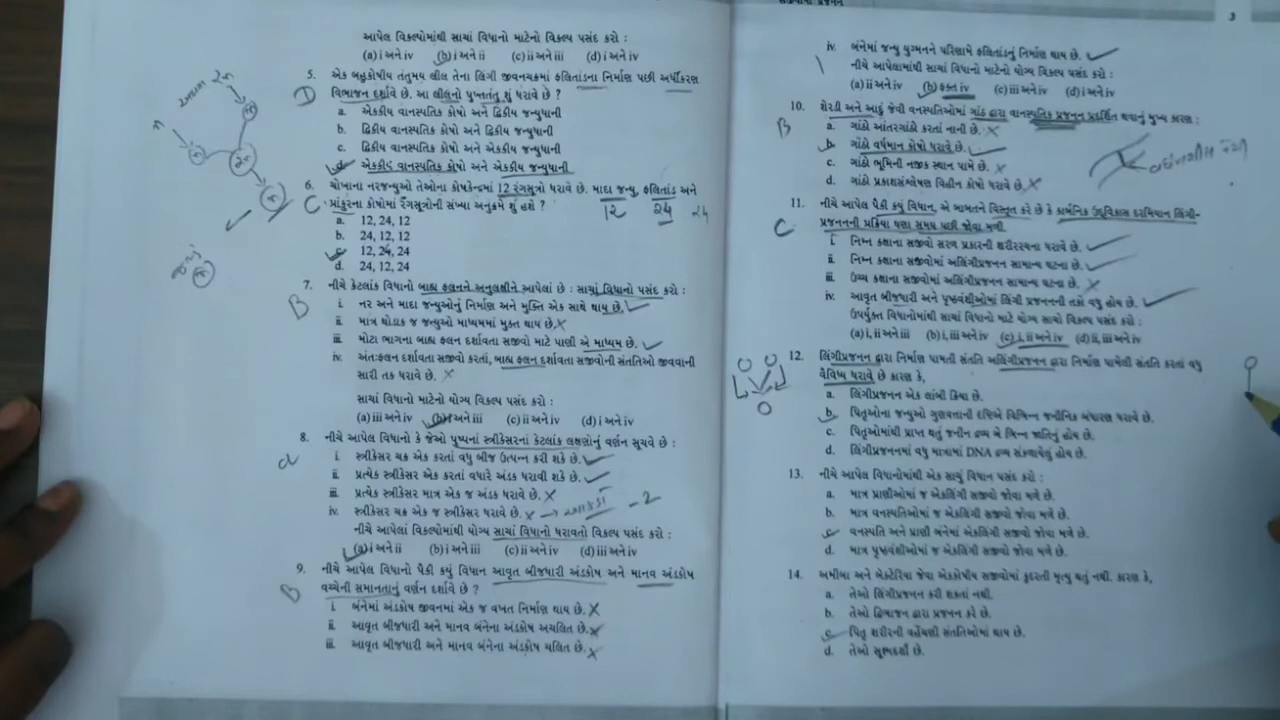 આપેલ વિકલ્પોમાંથી સાચાં વિધાનો માટેનો વિકલ્પ પસંદ કરો :
(a) i અને iv (b) i અને ii (c) ii અને iii (d) i અને iv
5. એક બહુકોષીય તંતુમય લીલ તેના લિંગી જીવનચક્રમાં ફલિતાંડના નિર્માણ પછી અર્ધીકરણ
D વિભાજન દર્શાવે છે. આ લીલનો પુખ્તતંતુ શું ધરાવે છે ?
a. એકકીય વાનસ્પતિક કોષો અને દ્વિકીય જન્યુધાની
b. દ્વિકીય વાનસ્પતિક કોષો અને દ્વિકીય જન્યુધાની
c. દ્વિકીય વાનસ્પતિક કોષો અને એકકીય જન્યુધાની
d. એકકીય વાનસ્પતિક કોષો અને એકકીય જન્યુધાની
6. ચોખાના નરજન્યુઓ તેઓના કોષકેન્દ્રમાં 12 રંગસૂત્રો ધરાવે છે. માદા જન્યુ, ફલિતાંડ અને
C પ્રાંકુરના કોષોમાં રંગસૂત્રોની સંખ્યા અનુક્રમે શું હશે ?
12 24 24
a. 12, 24, 12
b. 24, 12, 12
c. 12, 24, 24
d. 24, 12, 24
7. નીચે કેટલાંક વિધાનો બાહ્ય ફલનને અનુલક્ષીને આપેલાં છે : સાચાં વિધાનો પસંદ કરો :
B i. નર અને માદા જન્યુઓનું નિર્માણ અને મુક્તિ એક સાથે થાય છે.
ii. માત્ર થોડાક જ જન્યુઓ માધ્યમમાં મુક્ત થાય છે.
iii. મોટા ભાગના બાહ્ય ફલન દર્શાવતા સજીવો માટે પાણી એ માધ્યમ છે.
iv. અંતઃફલન દર્શાવતા સજીવો કરતાં, બાહ્ય ફલન દર્શાવતા સજીવોની સંતતિઓ જીવવાની
સારી તક ધરાવે છે.
સાચાં વિધાનો માટેનો યોગ્ય વિકલ્પ પસંદ કરો :
(a) iii અને iv (b) i અને iii (c) ii અને iv (d) i અને iv
8. નીચે આપેલ વિધાનો કે જેઓ પુષ્પનાં સ્ત્રીકેસરનાં કેટલાંક લક્ષણોનું વર્ણન સૂચવે છે :
a i. સ્ત્રીકેસર ચક્ર એક કરતાં વધુ બીજ ઉત્પન્ન કરી શકે છે.
ii. પ્રત્યેક સ્ત્રીકેસર એક કરતાં વધારે અંડક ધરાવી શકે છે.
iii. પ્રત્યેક સ્ત્રીકેસર માત્ર એક જ અંડક ધરાવે છે.
iv. સ્ત્રીકેસર ચક્ર એક જ સ્ત્રીકેસર ધરાવે છે.
નીચે આપેલાં વિકલ્પોમાંથી યોગ્ય સાચાં વિધાનો ધરાવતો વિકલ્પ પસંદ કરો :
(a) i અને ii (b) i અને iii (c) ii અને iv (d) iii અને iv
9. નીચે આપેલ વિધાનો પૈકી કયું વિધાન આવૃત બીજધારી અંડકોષ અને માનવ અંડકોષ
B વચ્ચેની સમાનતાનું વર્ણન દર્શાવે છે ?
i. બંનેમાં અંડકોષ જીવનમાં એક જ વખત નિર્માણ થાય છે.
ii. આવૃત બીજધારી અને માનવ બંનેના અંડકોષ અચલિત છે.
iii. આવૃત બીજધારી અને માનવ બંનેના અંડકોષ ચલિત છે.
3
iv. બંનેમાં જન્યુ યુગ્મનને પરિણામે ફલિતાંડનું નિર્માણ થાય છે.
નીચે આપેલામાંથી સાચાં વિધાનો માટેનો યોગ્ય વિકલ્પ પસંદ કરો :
(a) ii અને iv (b) ફક્ત iv (c) iii અને iv (d) i અને iv
10. શેરડી અને આદું જેવી વનસ્પતિઓમાં ગાંઠ દ્વારા વાનસ્પતિક પ્રજનન પ્રદર્શિત થવાનું મુખ્ય કારણ :
B a. ગાંઠો આંતરગાંઠો કરતાં નાની છે.
b. ગાંઠો વર્ધમાન કોષો ધરાવે છે.
c. ગાંઠો ભૂમિની નજીક સ્થાન પામે છે.
d. ગાંઠો પ્રકાશસંશ્લેષણ વિહીન કોષો ધરાવે છે.
11. નીચે આપેલ પૈકી કયું વિધાન, એ બાબતને વિસ્તૃત કરે છે કે કાર્બનિક ઉદ્દવિકાસ દરમિયાન લિંગી-
C પ્રજનનની પ્રક્રિયા ઘણા સમય પછી જોવા મળી.
i. નિમ્ન કક્ષાના સજીવો સરળ પ્રકારની શરીરરચના ધરાવે છે.
ii. નિમ્ન કક્ષાના સજીવોમાં અલિંગીપ્રજનન સામાન્ય ઘટના છે.
iii. ઉચ્ચ કક્ષાના સજીવોમાં અલિંગીપ્રજનન સામાન્ય ઘટના છે.
iv. આવૃત બીજધારી અને પૃષ્ઠવંશીઓમાં લિંગી પ્રજનનની તકો વધુ હોય છે.
ઉપર્યુક્ત વિધાનોમાંથી સાચાં વિધાનો માટે યોગ્ય સાચો વિકલ્પ પસંદ કરો :
(a) i, ii અને iii (b) i, iii અને iv (c) i, ii અને iv (d) ii, iii અને iv
12. લિંગીપ્રજનન દ્વારા નિર્માણ પામતી સંતતિ અલિંગીપ્રજનન દ્વારા નિર્માણ પામેલી સંતતિ કરતાં વધુ
વૈવિધ્ય ધરાવે છે કારણ કે,
a. લિંગીપ્રજનન એક લાંબી ક્રિયા છે.
b. પિતૃઓના જન્યુઓ ગુણવત્તાની દષ્ટિએ વિભિન્ન જનીનિક બંધારણ ધરાવે છે.
c. પિતૃઓમાંથી પ્રાપ્ત થતું જનીન દ્રવ્ય એ ભિન્ન જાતિનું હોય છે.
d. લિંગીપ્રજનનમાં વધુ માત્રામાં DNA દ્રવ્ય સંકળાયેલું હોય છે.
13. નીચે આપેલ વિધાનોમાંથી એક સાચું વિધાન પસંદ કરો :
a. માત્ર પ્રાણીઓમાં જ એકલિંગી સજીવો જોવા મળે છે.
b. માત્ર વનસ્પતિઓમાં જ એકલિંગી સજીવો જોવા મળે છે.
c. વનસ્પતિ અને પ્રાણી બંનેમાં એકલિંગી સજીવો જોવા મળે છે.
d. માત્ર પૃષ્ઠવંશીઓમાં જ એકલિંગી સજીવો જોવા મળે છે.
14. અમીબા અને બેક્ટેરિયા જેવા એકકોષીય સજીવોમાં કુદરતી મૃત્યુ થતું નથી. કારણ કે,
a. તેઓ લિંગીપ્રજનન કરી શકતાં નથી.
b. તેઓ દ્વિભાજન દ્વારા પ્રજનન કરે છે.
c. પિતૃ શરીરની વહેંચણી સંતતિઓમાં થાય છે.
d. તેઓ સૂક્ષ્મદર્શી છે.